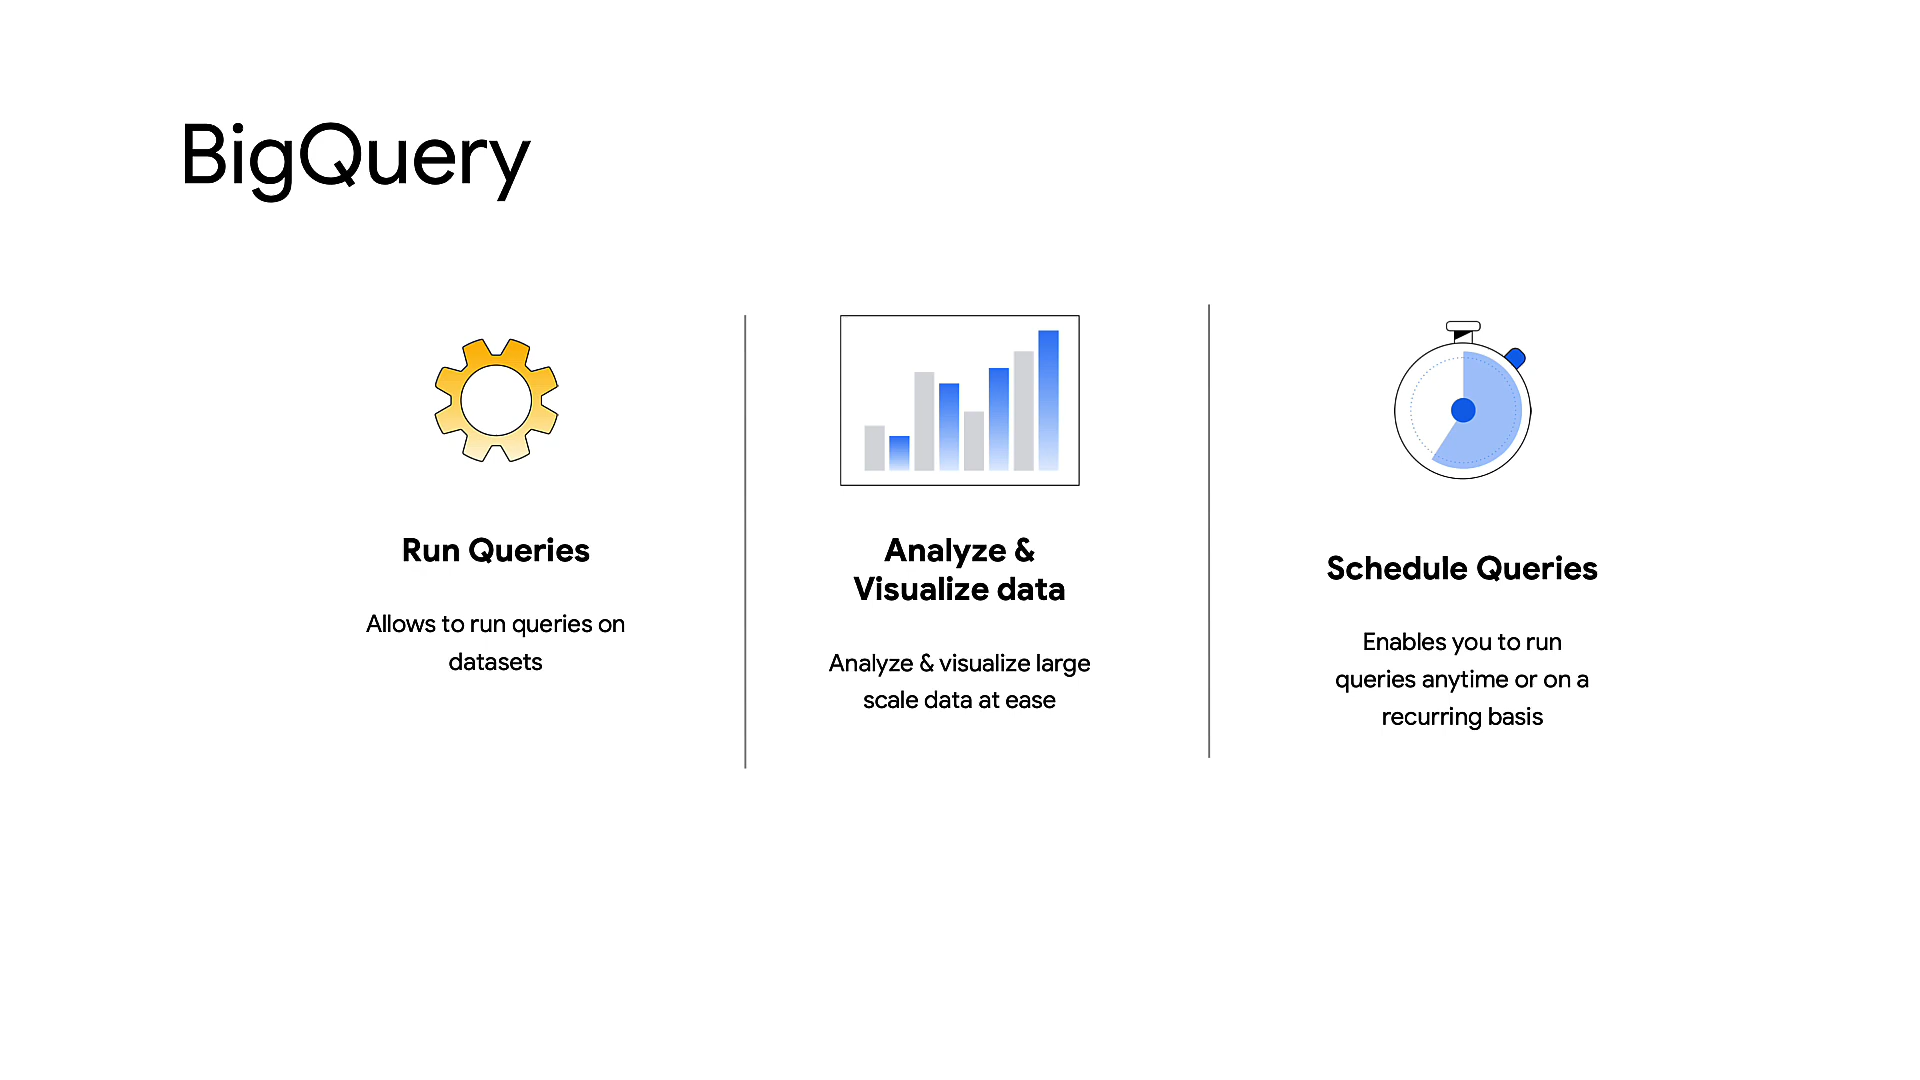 BigQuery
Run Queries
Allows to run queries on
datasets
Analyze &
Visualize data
Analyze & visualize large
scale data at ease
Schedule Queries
Enables you to run
queries anytime or on a
recurring basis